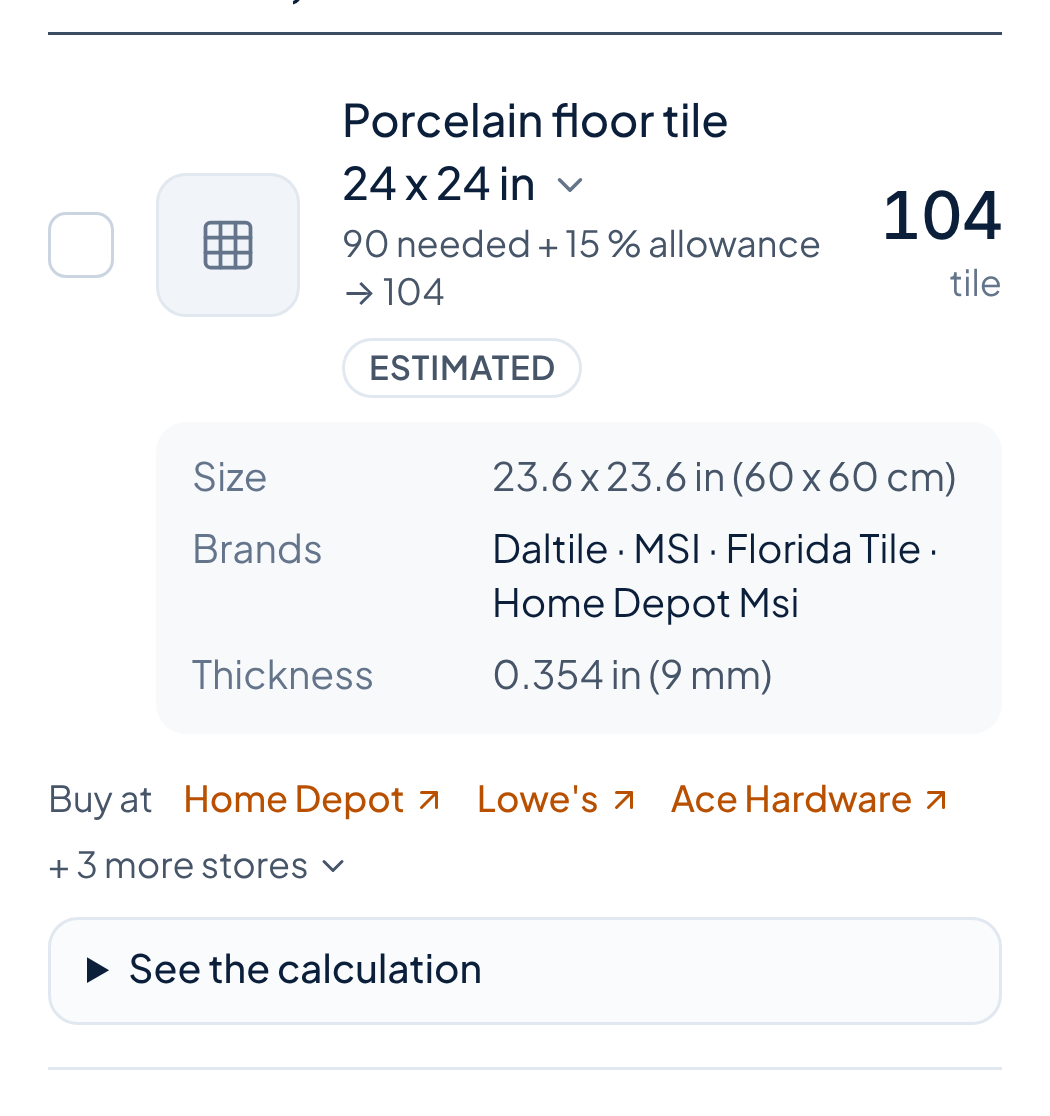 Porcelain floor tile
24 x 24 in
90 needed + 15 % allowance
→ 104
104
tile
ESTIMATED
Size 23.6 x 23.6 in (60 x 60 cm)
Brands Daltile · MSI · Florida Tile ·
Home Depot Msi
Thickness 0.354 in (9 mm)
Buy at Home Depot ↗ Lowe's ↗ Ace Hardware ↗
+ 3 more stores
▶ See the calculation